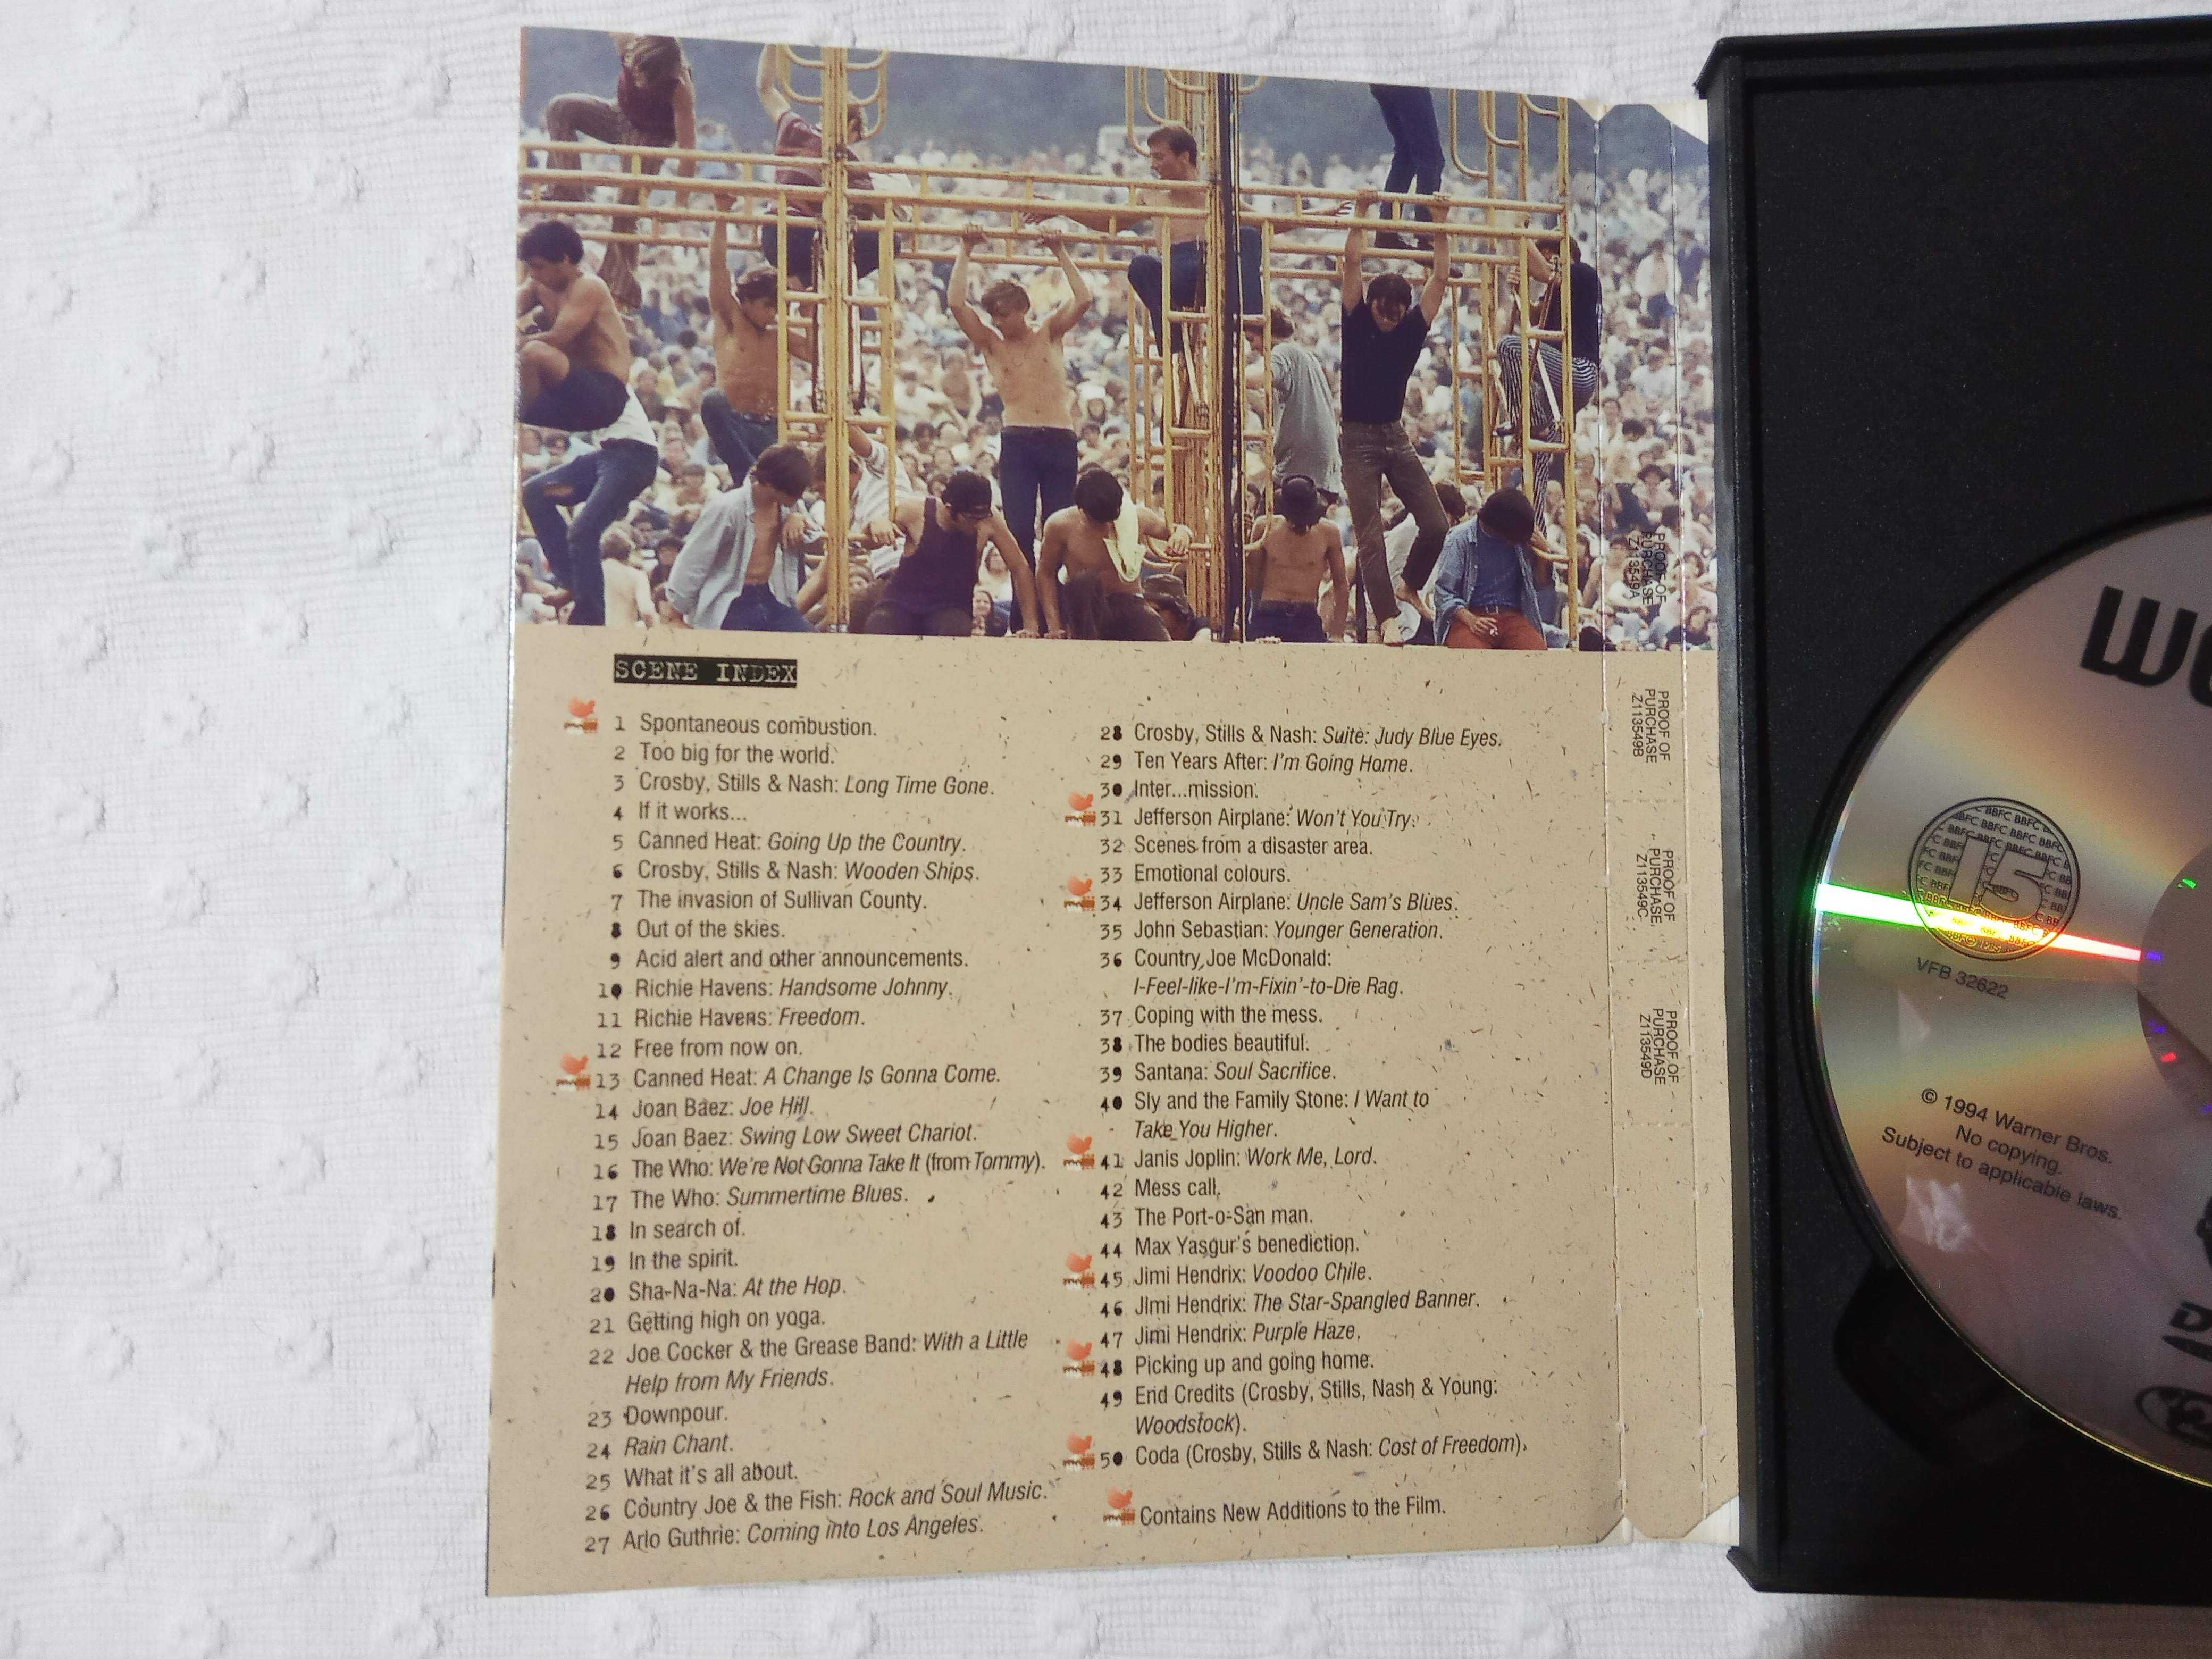 SCENE INDEX
1 Spontaneous combustion.
2 Too big for the world.
3 Crosby, Stills & Nash: Long Time Gone.
4 If it works...
5 Canned Heat: Going Up the Country.
6 Crosby, Stills & Nash: Wooden Ships.
7 The invasion of Sullivan County.
8 Out of the skies.
9 Acid alert and other announcements.
10 Richie Havens: Handsome Johnny.
11 Richie Havens: Freedom.
12 Free from now on.
13 Canned Heat: A Change Is Gonna Come.
14 Joan Baez: Joe Hill.
15 Joan Baez: Swing Low Sweet Chariot.
16 The Who: We're Not Gonna Take It (from Tommy).
17 The Who: Summertime Blues.
18 In search of.
19 In the spirit.
20 Sha-Na-Na: At the Hop.
21 Getting high on yoga.
22 Joe Cocker & the Grease Band: With a Little
Help from My Friends.
23 Downpour.
24 Rain Chant.
25 What it's all about.
26 Country Joe & the Fish: Rock and Soul Music.
27 Arlo Guthrie: Coming into Los Angeles.
28 Crosby, Stills & Nash: Suite: Judy Blue Eyes.
29 Ten Years After: I'm Going Home.
30 Inter...mission.
31 Jefferson Airplane: Won't You Try.
32 Scenes from a disaster area.
33 Emotional colours.
34 Jefferson Airplane: Uncle Sam's Blues.
35 John Sebastian: Younger Generation.
36 Country Joe McDonald:
I-Feel-like-I'm-Fixin'-to-Die Rag.
37 Coping with the mess.
38 The bodies beautiful.
39 Santana: Soul Sacrifice.
40 Sly and the Family Stone: I Want to
Take You Higher.
41 Janis Joplin: Work Me, Lord.
42 Mess call.
43 The Port-o-San man.
44 Max Yasgur's benediction.
45 Jimi Hendrix: Voodoo Chile.
46 Jimi Hendrix: The Star-Spangled Banner.
47 Jimi Hendrix: Purple Haze.
48 Picking up and going home.
49 End Credits (Crosby, Stills, Nash & Young:
Woodstock).
50 Coda (Crosby, Stills & Nash: Cost of Freedom).
Contains New Additions to the Film.
PROOF OF
PURCHASE
Z113549A
PROOF OF
PURCHASE
Z113549B
PROOF OF
PURCHASE
Z113549C
PROOF OF
PURCHASE
Z113549D
15
VFB 32622
© 1994 Warner Bros.
No copying.
Subject to applicable laws.